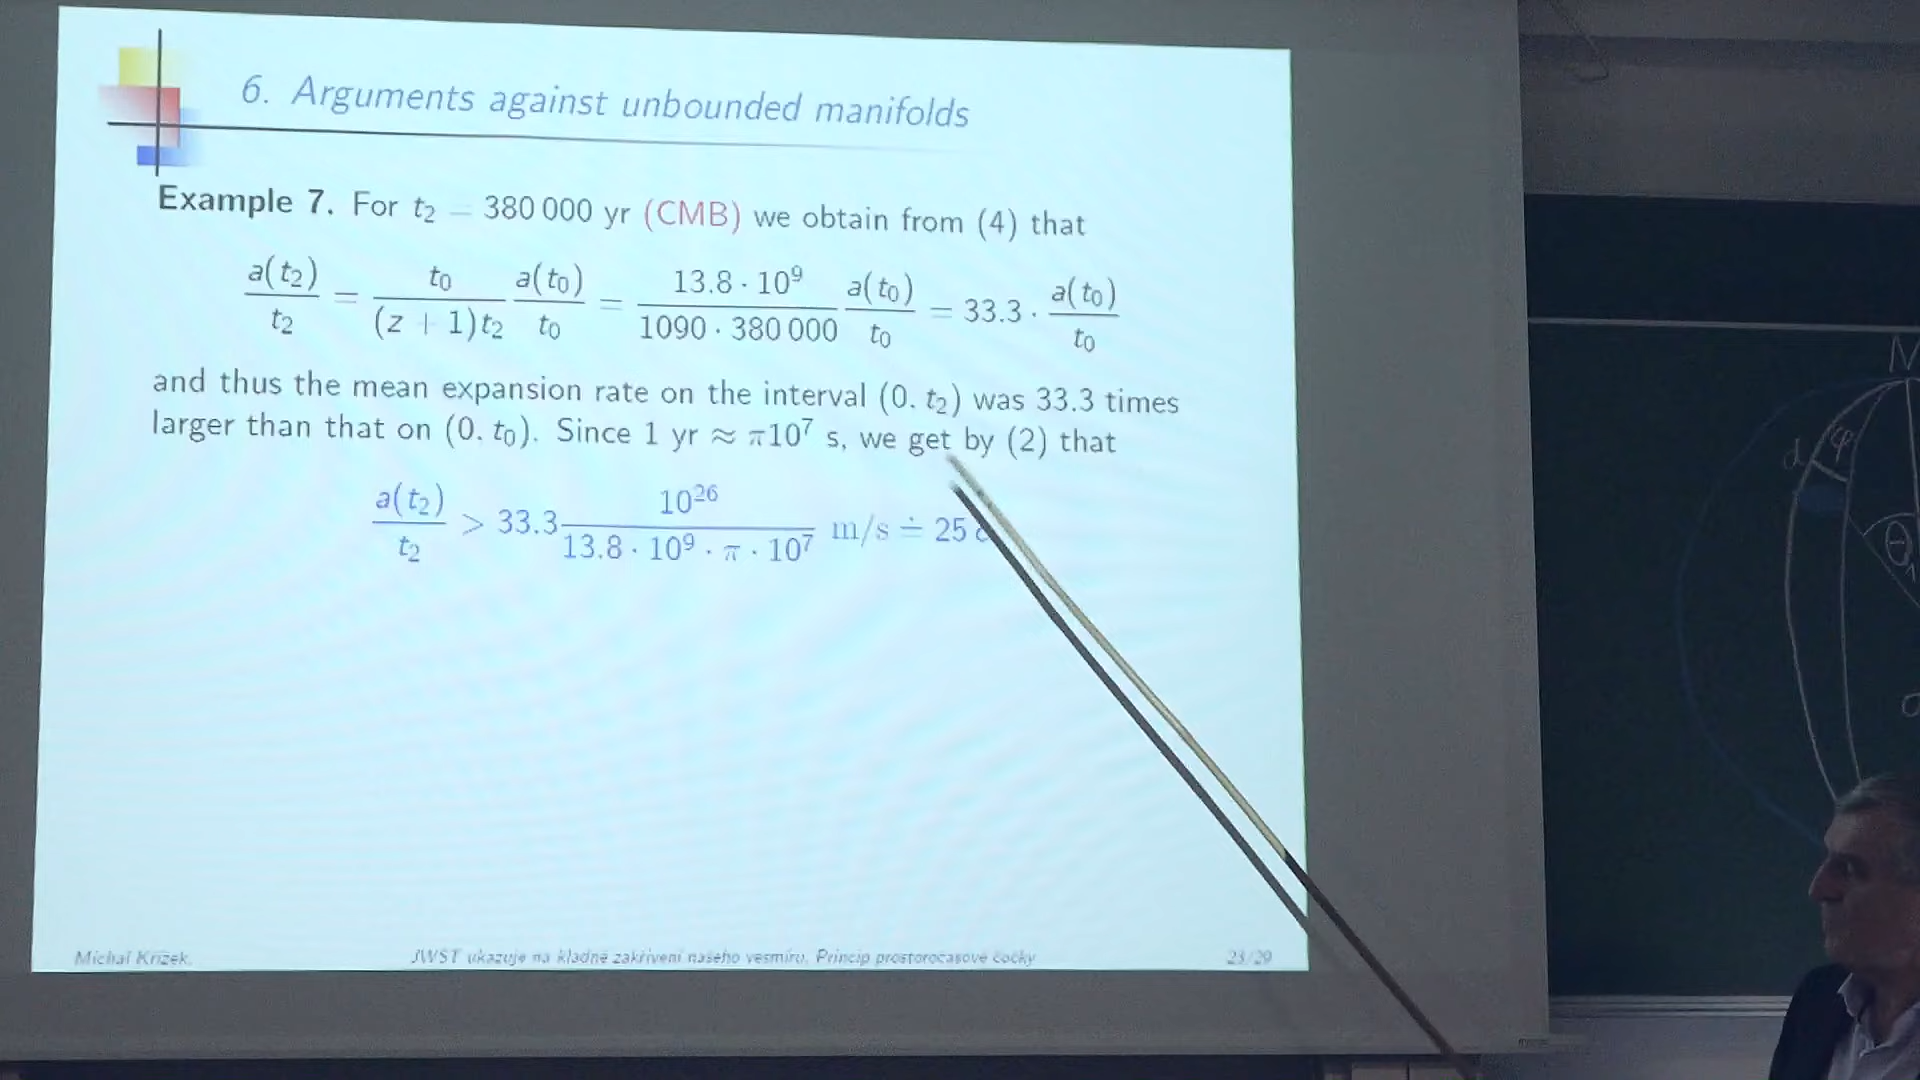 6. Arguments against unbounded manifolds
Example 7. For t₂ = 380 000 yr (CMB) we obtain from (4) that
a(t₂)/t₂ = t₀/((z + 1)t₂) a(t₀)/t₀ = 13.8 · 10⁹/(1090 · 380 000) a(t₀)/t₀ = 33.3 · a(t₀)/t₀
and thus the mean expansion rate on the interval (0. t₂) was 33.3 times
larger than that on (0. t₀). Since 1 yr ≈ π10⁷ s, we get by (2) that
a(t₂)/t₂ > 33.3 10²⁶/(13.8 · 10⁹ · π · 10⁷) m/s ≐ 25 c
Michal Křížek
JWST ukazuje na kladné zakřivení našeho vesmíru. Princip prostoročasové čočky
23/29
N
d
φ
Θ₁